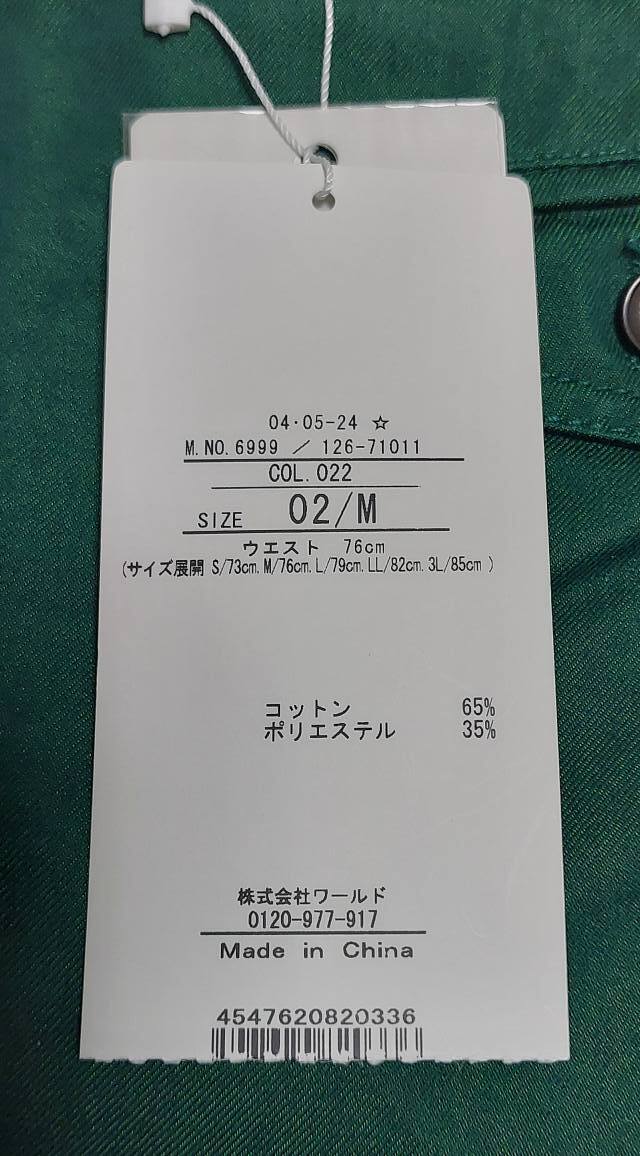 04・05-24 ☆
M.NO.6999 ／ 126-71011
COL.022
SIZE 02/M
ウエスト 76cm
(サイズ展開 S/73cm.M/76cm.L/79cm.LL/82cm.3L/85cm )
コットン 65%
ポリエステル 35%
株式会社ワールド
0120-977-917
Made in China
4547620820336